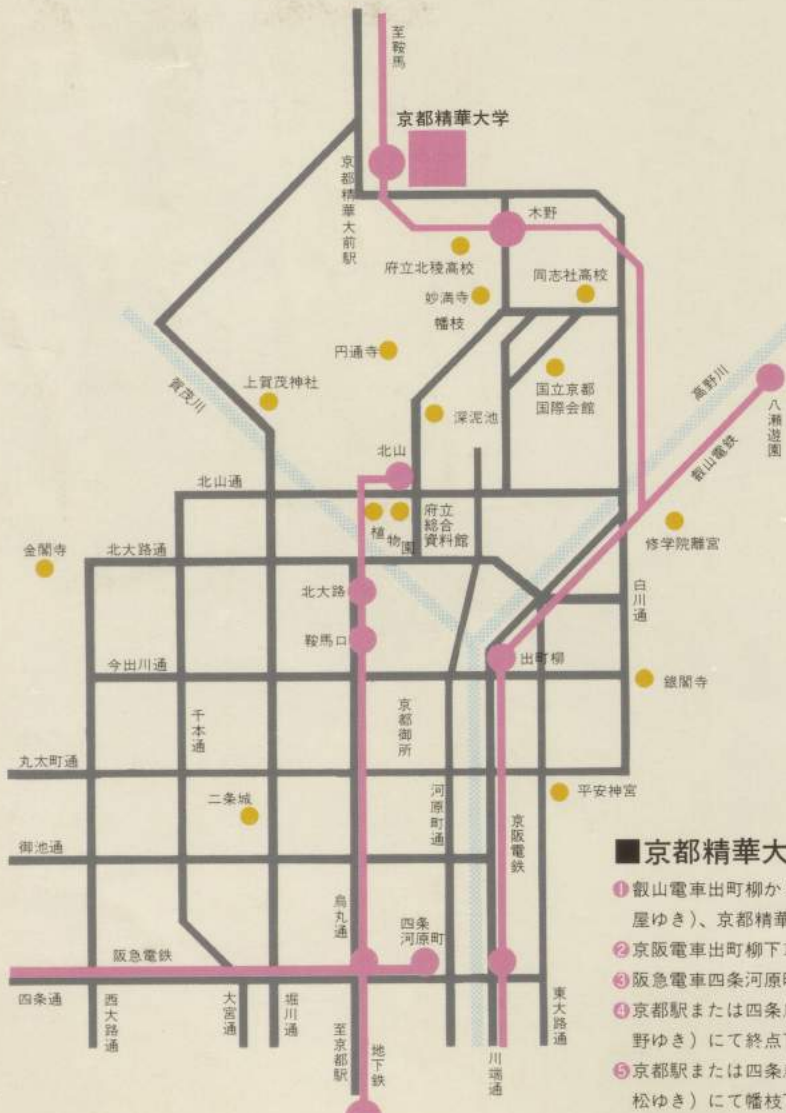 至鞍馬
京都精華大学
京都精華大前駅
木野
府立北稜高校
同志社高校
妙満寺
幡枝
円通寺
国立京都
国際会館
高野川
八瀬遊園
上賀茂神社
賀茂川
深泥池
叡山電鉄
北山
北山通
植物園
府立
総合
資料館
修学院離宮
金閣寺
北大路通
北大路
白川通
鞍馬口
出町柳
今出川通
銀閣寺
千本通
京都御所
丸太町通
二条城
河原町通
平安神宮
京阪電鉄
御池通
烏丸通
四条
河原町
阪急電鉄
四条通
西大路通
大宮通
堀川通
至京都駅
地下鉄
川端通
東大路通
■京都精華大
❶叡山電車出町柳か
屋ゆき)、京都精華
❷京阪電車出町柳下
❸阪急電車四条河原
❹京都駅または四条
野ゆき)にて終点
❺京都駅または四条
松ゆき)にて幡枝